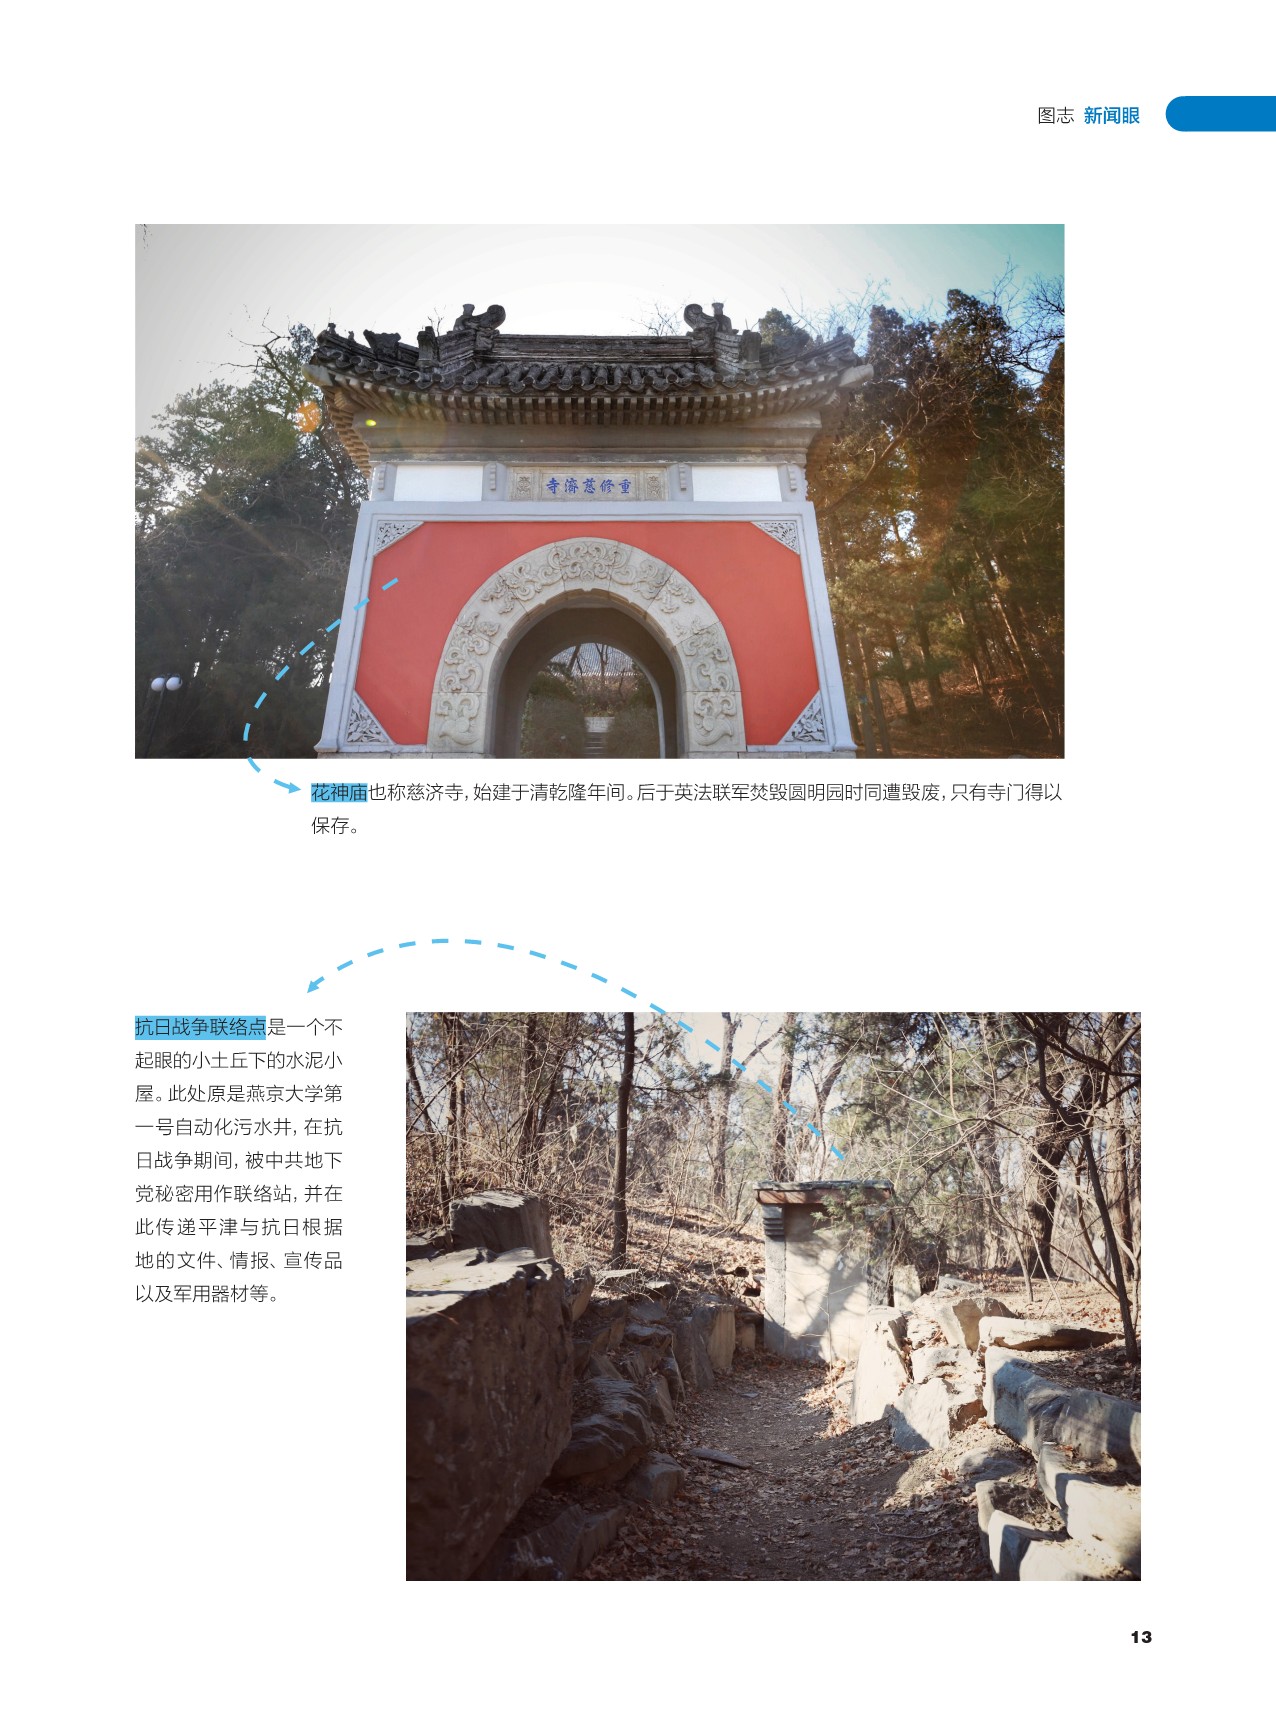 图志 新闻眼
重修慈濟寺
花神庙也称慈济寺，始建于清乾隆年间。后于英法联军焚毁圆明园时同遭毁废，只有寺门得以
保存。
抗日战争联络点是一个不
起眼的小土丘下的水泥小
屋。此处原是燕京大学第
一号自动化污水井，在抗
日战争期间，被中共地下
党秘密用作联络站，并在
此传递平津与抗日根据
地的文件、情报、宣传品
以及军用器材等。
13